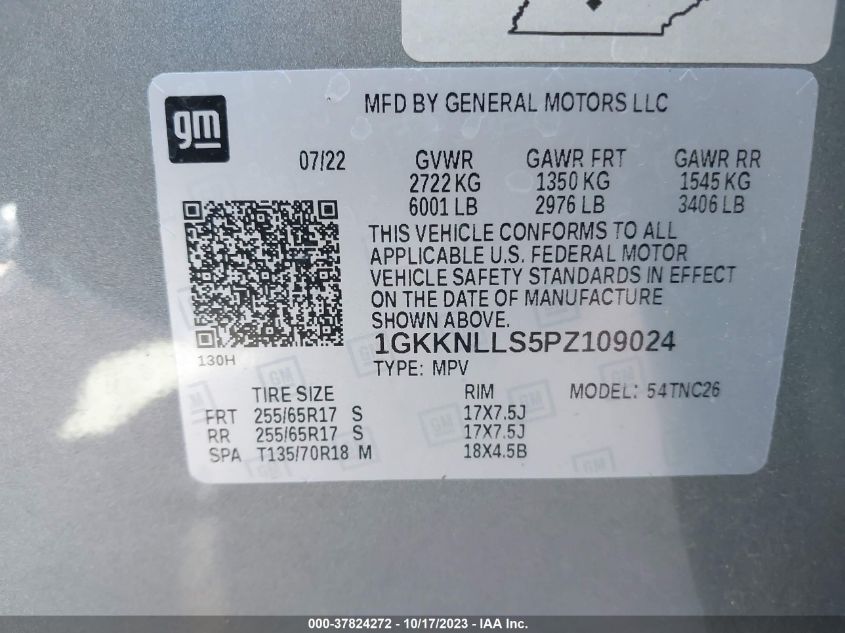 gm
MFD BY GENERAL MOTORS LLC
07/22 GVWR GAWR FRT GAWR RR
2722 KG 1350 KG 1545 KG
6001 LB 2976 LB 3406 LB
THIS VEHICLE CONFORMS TO ALL
APPLICABLE U.S. FEDERAL MOTOR
VEHICLE SAFETY STANDARDS IN EFFECT
ON THE DATE OF MANUFACTURE
SHOWN ABOVE.
1GKKNLLS5PZ109024
130H
TYPE: MPV
TIRE SIZE RIM MODEL: 54TNC26
FRT 255/65R17 S 17X7.5J
RR 255/65R17 S 17X7.5J
SPA T135/70R18 M 18X4.5B
000-37824272 - 10/17/2023 - IAA Inc.